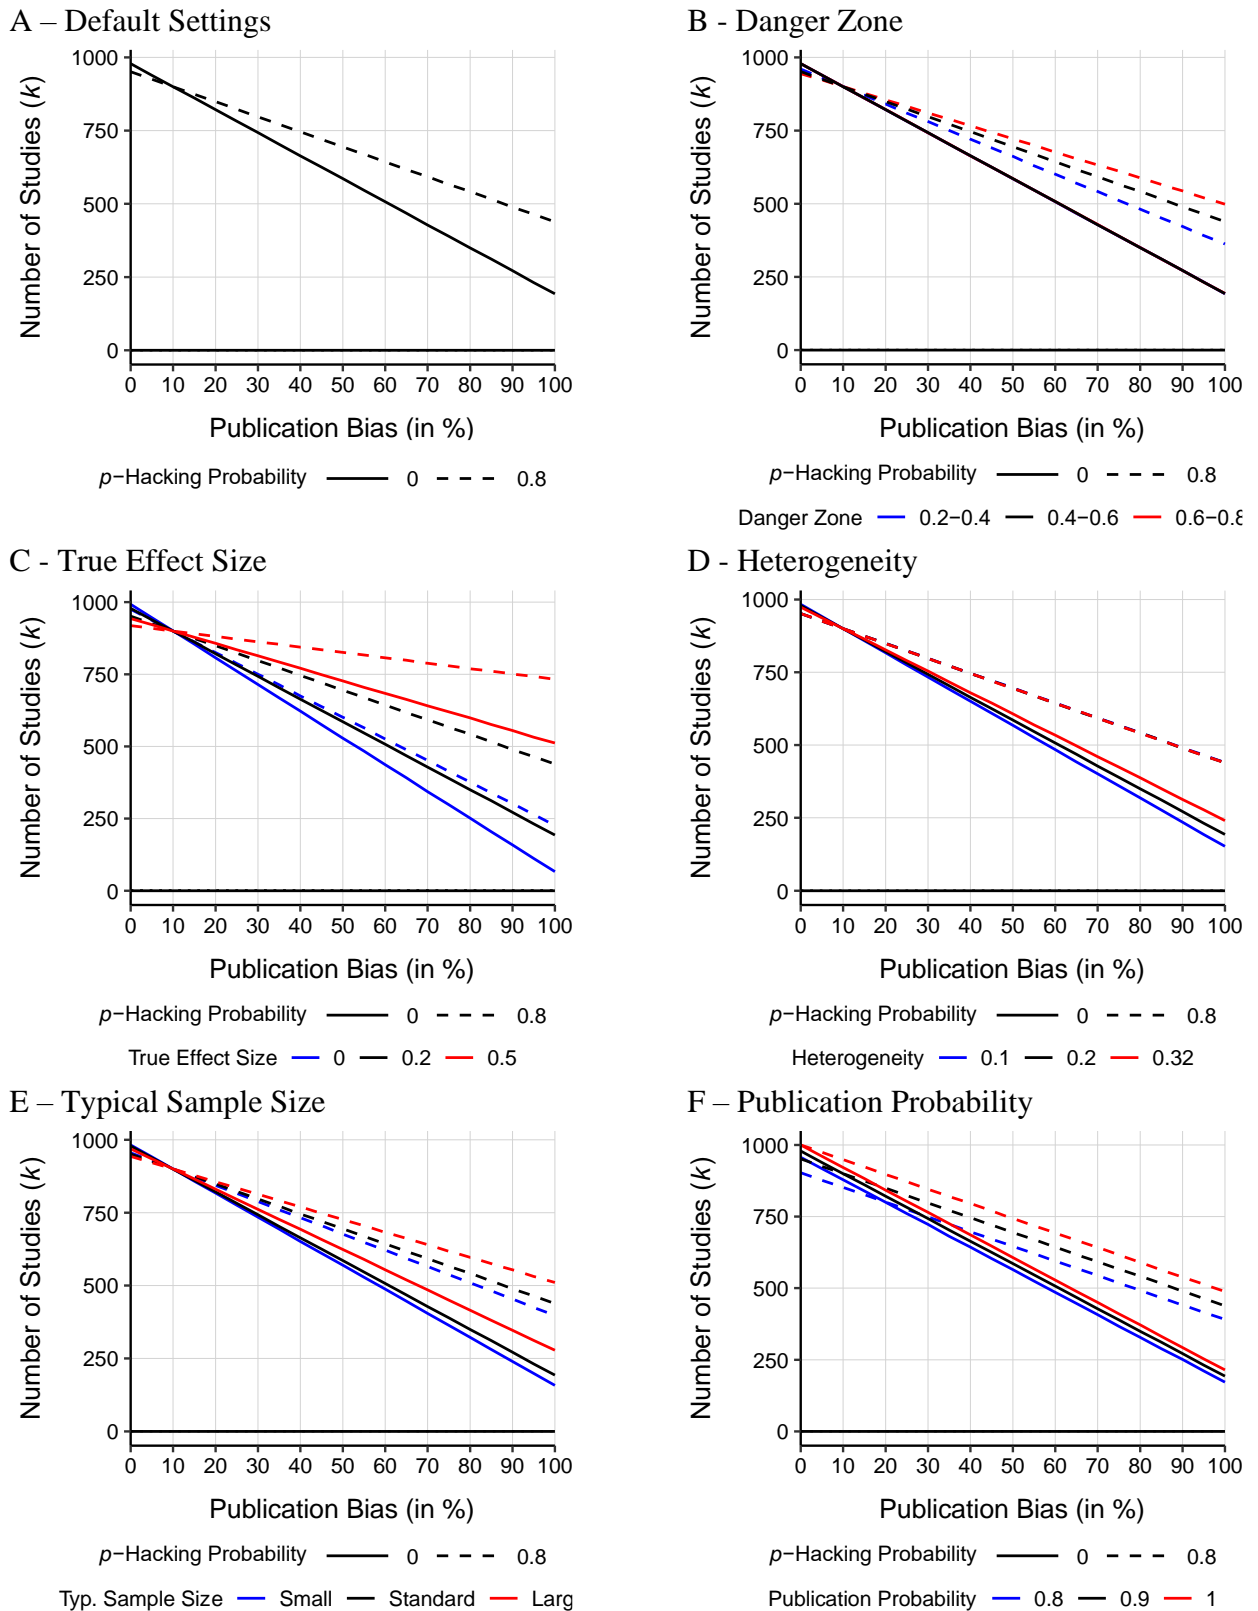 A – Default Settings
1000
750
500
250
0
Number of Studies (k)
0 10 20 30 40 50 60 70 80 90 100
Publication Bias (in %)
p−Hacking Probability 0 0.8
B - Danger Zone
1000
750
500
250
0
Number of Studies (k)
0 10 20 30 40 50 60 70 80 90 100
Publication Bias (in %)
p−Hacking Probability 0 0.8
Danger Zone 0.2−0.4 0.4−0.6 0.6−0.8
C - True Effect Size
1000
750
500
250
0
Number of Studies (k)
0 10 20 30 40 50 60 70 80 90 100
Publication Bias (in %)
p−Hacking Probability 0 0.8
True Effect Size 0 0.2 0.5
D - Heterogeneity
1000
750
500
250
0
Number of Studies (k)
0 10 20 30 40 50 60 70 80 90 100
Publication Bias (in %)
p−Hacking Probability 0 0.8
Heterogeneity 0.1 0.2 0.32
E – Typical Sample Size
1000
750
500
250
0
Number of Studies (k)
0 10 20 30 40 50 60 70 80 90 100
Publication Bias (in %)
p−Hacking Probability 0 0.8
Typ. Sample Size Small Standard Larg
F – Publication Probability
1000
750
500
250
0
Number of Studies (k)
0 10 20 30 40 50 60 70 80 90 100
Publication Bias (in %)
p−Hacking Probability 0 0.8
Publication Probability 0.8 0.9 1